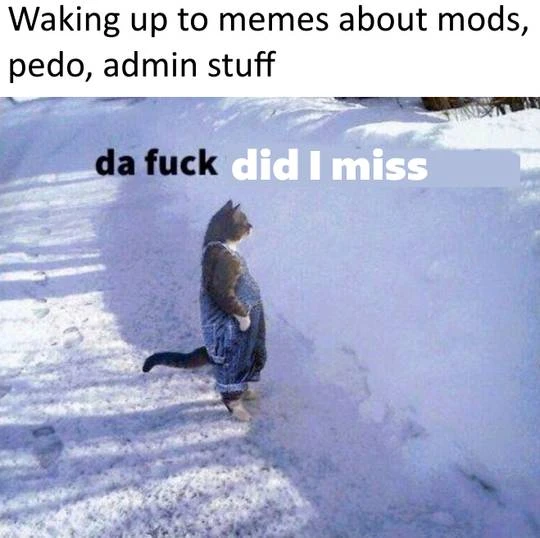 Waking up to memes about mods,
pedo, admin stuff
da fuck did I miss